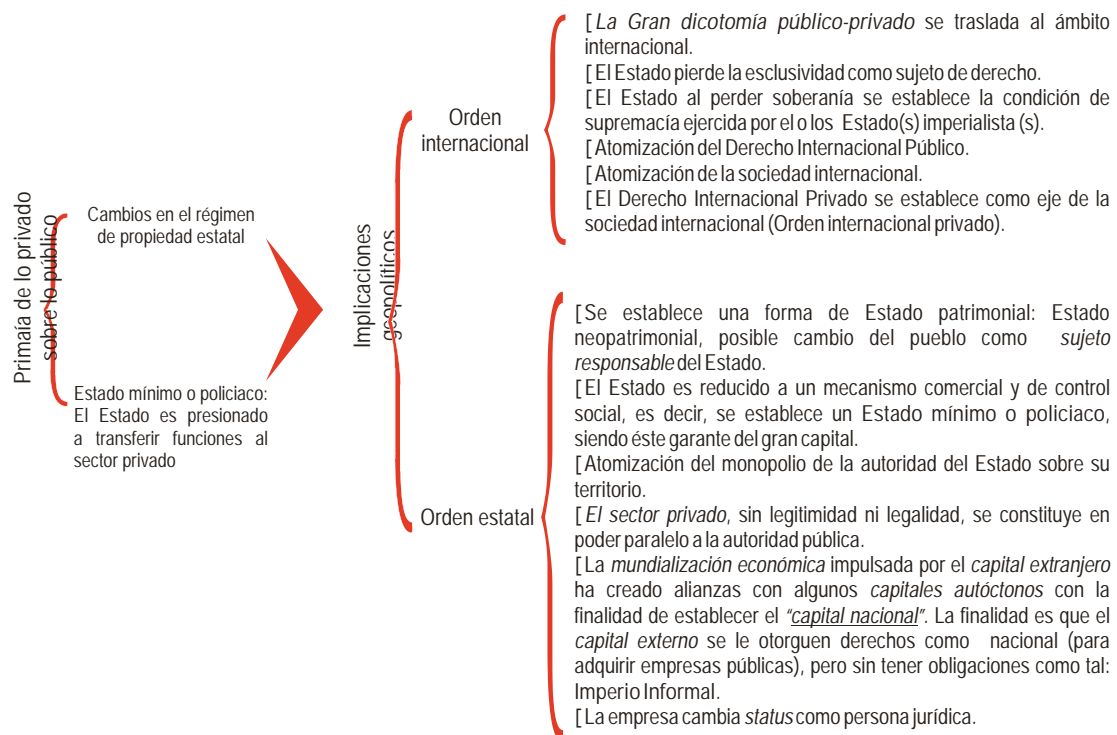 Primaía de lo privado
sobre lo público
Cambios en el régimen
de propiedad estatal
Estado mínimo o policiaco:
El Estado es presionado
a transferir funciones al
sector privado
Implicaciones
geopolíticos
Orden
internacional
[La Gran dicotomía público-privado se traslada al ámbito
internacional.
[El Estado pierde la esclusividad como sujeto de derecho.
[El Estado al perder soberanía se establece la condición de
supremacía ejercida por el o los Estado(s) imperialista (s).
[Atomización del Derecho Internacional Público.
[Atomización de la sociedad internacional.
[El Derecho Internacional Privado se establece como eje de la
sociedad internacional (Orden internacional privado).
Orden estatal
[Se establece una forma de Estado patrimonial: Estado
neopatrimonial, posible cambio del pueblo como sujeto
responsable del Estado.
[El Estado es reducido a un mecanismo comercial y de control
social, es decir, se establece un Estado mínimo o policiaco,
siendo éste garante del gran capital.
[Atomización del monopolio de la autoridad del Estado sobre su
territorio.
[El sector privado, sin legitimidad ni legalidad, se constituye en
poder paralelo a la autoridad pública.
[La mundialización económica impulsada por el capital extranjero
ha creado alianzas con algunos capitales autóctonos con la
finalidad de establecer el “capital nacional”. La finalidad es que el
capital externo se le otorguen derechos como nacional (para
adquirir empresas públicas), pero sin tener obligaciones como tal:
Imperio Informal.
[La empresa cambia status como persona jurídica.